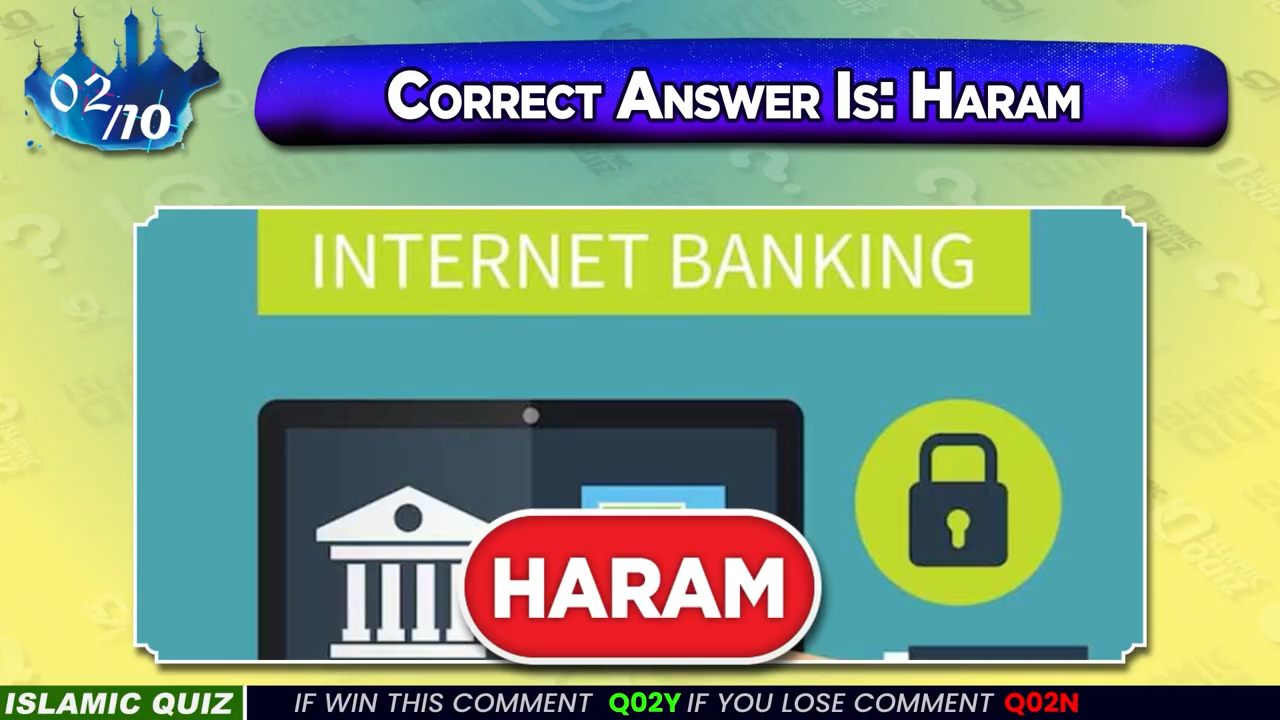 02/10
CORRECT ANSWER IS: HARAM
INTERNET BANKING
HARAM
ISLAMIC QUIZ
IF WIN THIS COMMENT Q02Y IF YOU LOSE COMMENT Q02N